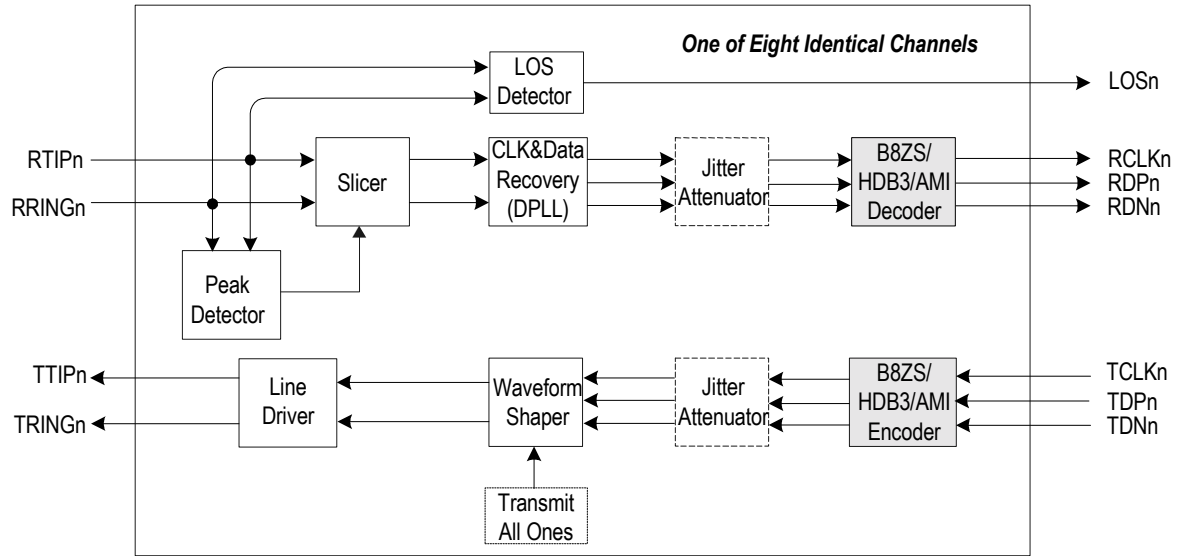 One of Eight Identical Channels
LOS
Detector
LOSn
RTIPn
RRINGn
Slicer
CLK&Data
Recovery
(DPLL)
Jitter
Attenuator
B8ZS/
HDB3/AMI
Decoder
RCLKn
RDPn
RDNn
Peak
Detector
TTIPn
TRINGn
Line
Driver
Waveform
Shaper
Jitter
Attenuator
B8ZS/
HDB3/AMI
Encoder
TCLKn
TDPn
TDNn
Transmit
All Ones